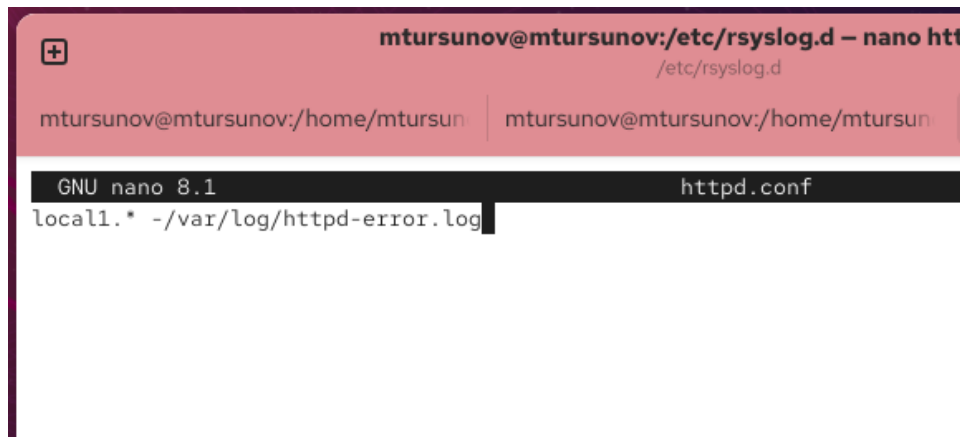 mtursunov@mtursunov:/etc/rsyslog.d — nano htt
/etc/rsyslog.d
mtursunov@mtursunov:/home/mtursun mtursunov@mtursunov:/home/mtursun
GNU nano 8.1 httpd.conf
local1.* -/var/log/httpd-error.log